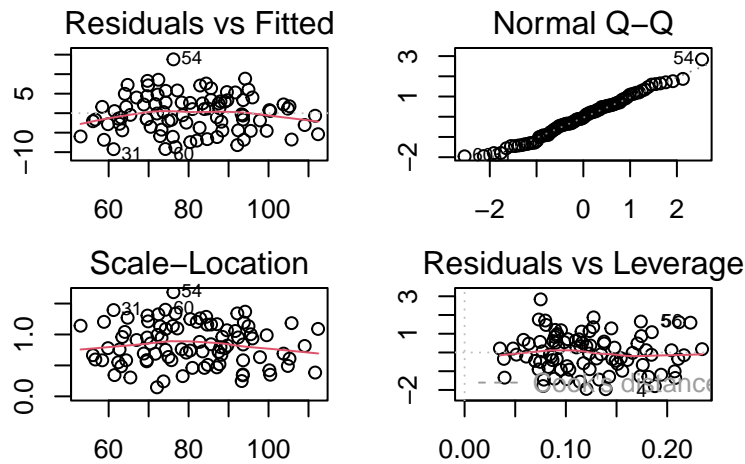 Residuals vs Fitted
54
5
−10
31
60
60 80 100
Normal Q−Q
54
3
1
−2
−2 0 1 2
Scale−Location
54
31
60
1.0
0.0
60 80 100
Residuals vs Leverage
56
3
1
−2
4
Cook's distance
0.00 0.10 0.20